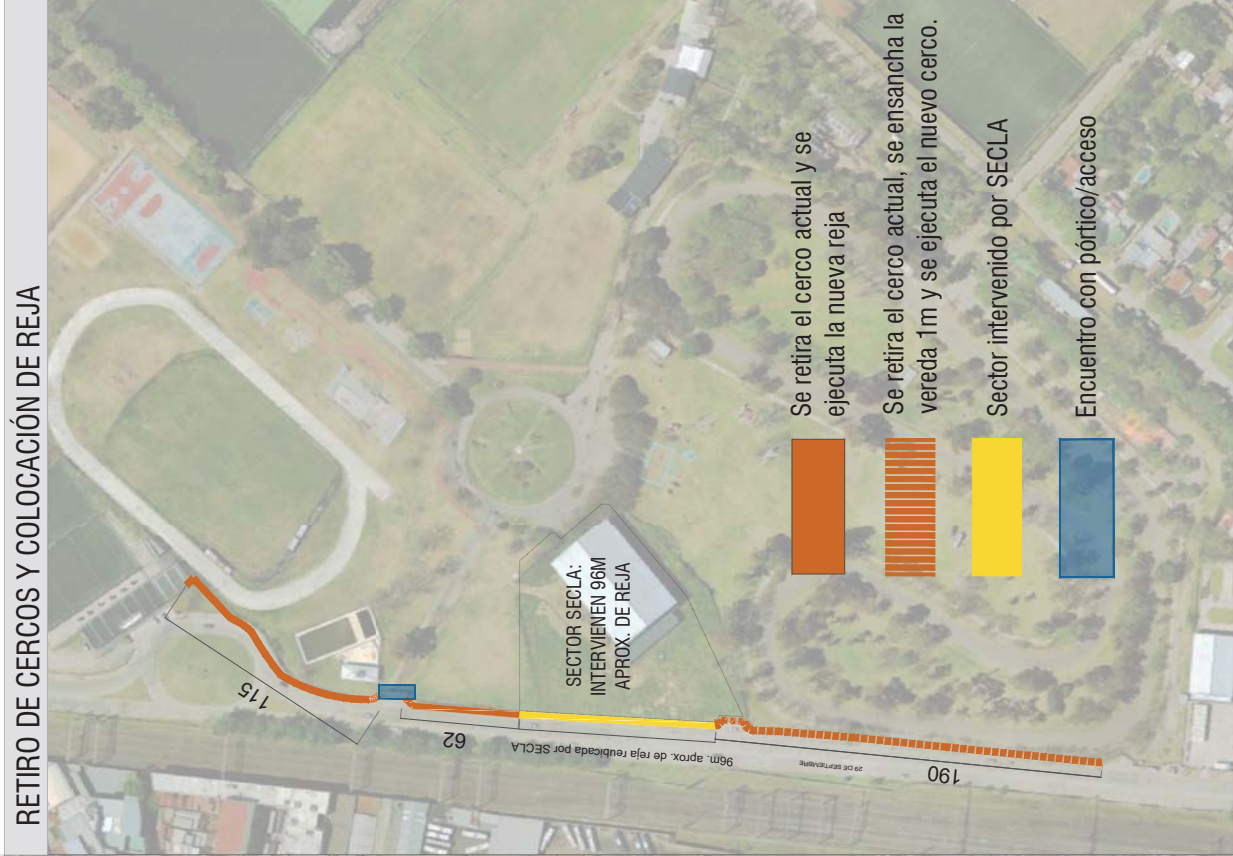 RETIRO DE CERCOS Y COLOCACIÓN DE REJA
115
62
96m. aprox. de reja reubicada por SECLA
SECTOR SECLA:
INTERVIENEN 96M
APROX. DE REJA
29 DE SEPTIEMBRE
190
Se retira el cerco actual y se
ejecuta la nueva reja
Se retira el cerco actual, se ensancha la
vereda 1m y se ejecuta el nuevo cerco.
Sector intervenido por SECLA
Encuentro con pórtico/acceso